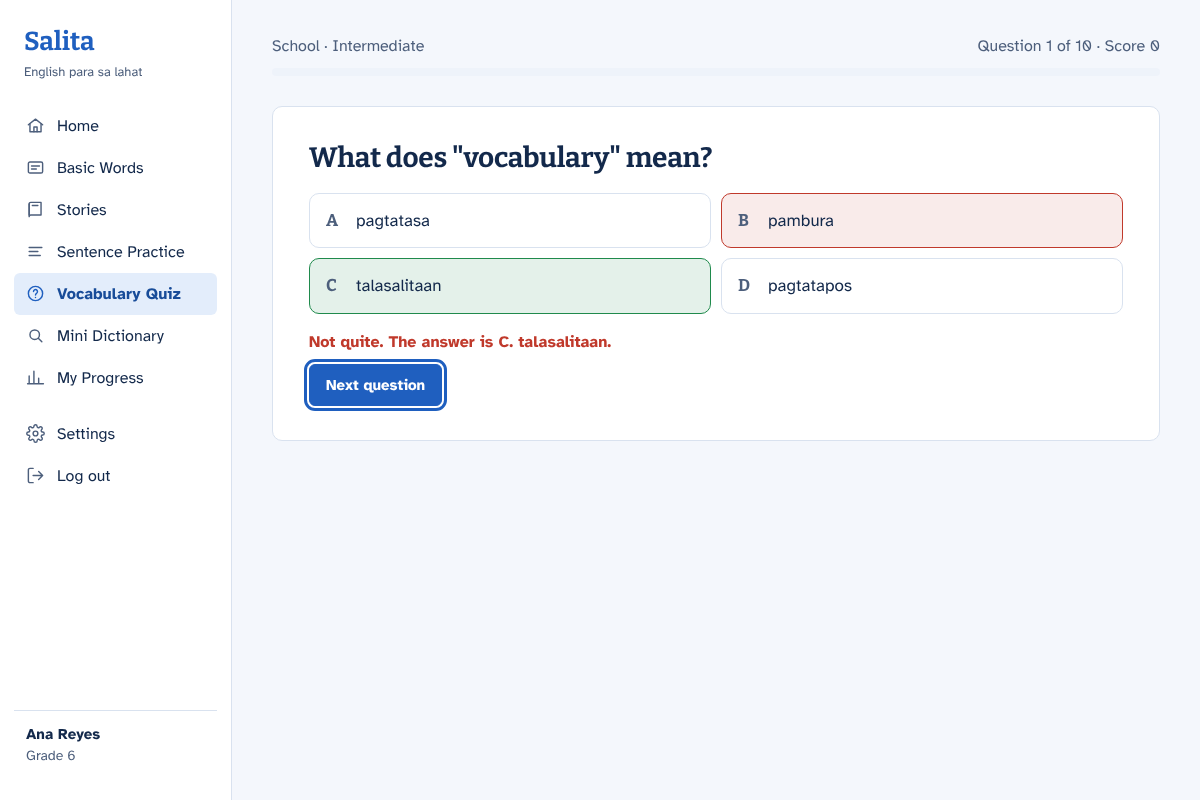 Salita
English para sa lahat
Home
Basic Words
Stories
Sentence Practice
Vocabulary Quiz
Mini Dictionary
My Progress
Settings
Log out
Ana Reyes
Grade 6
School · Intermediate
Question 1 of 10 · Score 0
What does "vocabulary" mean?
A pagtatasa
B pambura
C talasalitaan
D pagtatapos
Not quite. The answer is C. talasalitaan.
Next question